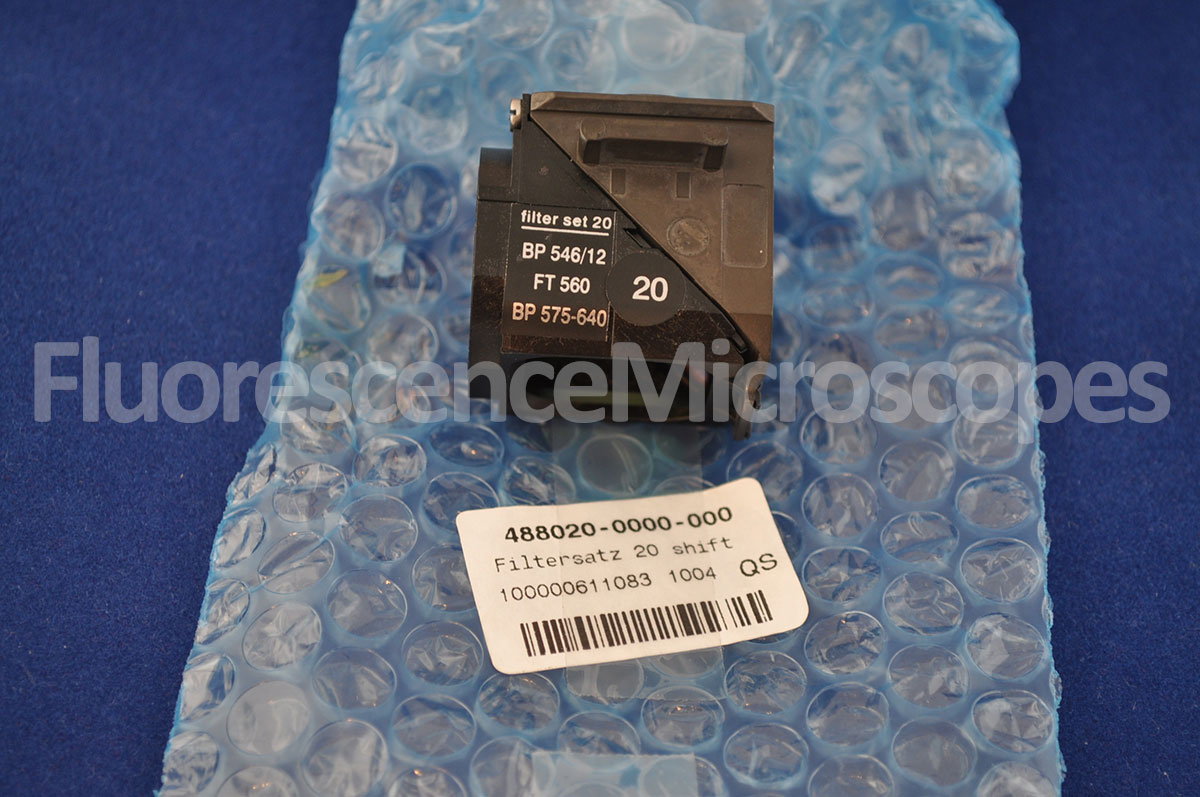 filter set 20
BP 546/12
FT 560
BP 575-640
20
FluorescenceMicroscopes
488020-0000-000
Filtersatz 20 shift
100000611083 1004 QS